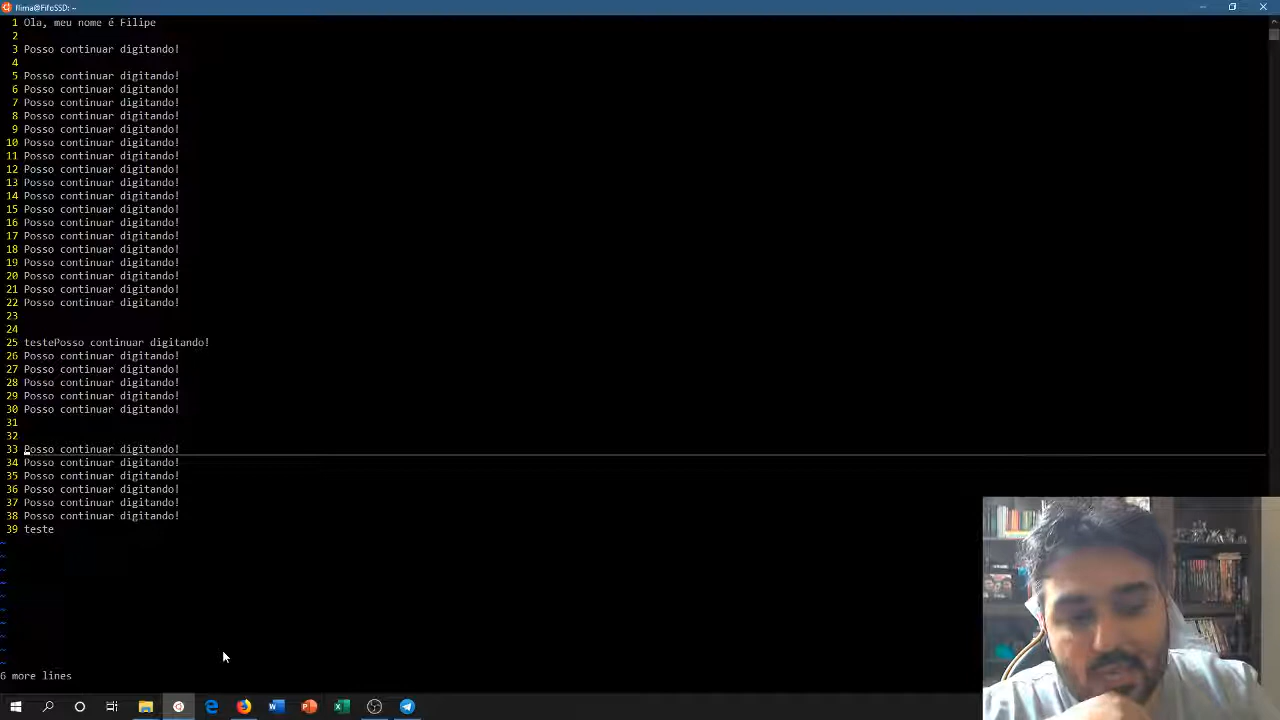 flima@FifoSSD: ~
1 Ola, meu nome é Filipe
2
3 Posso continuar digitando!
4
5 Posso continuar digitando!
6 Posso continuar digitando!
7 Posso continuar digitando!
8 Posso continuar digitando!
9 Posso continuar digitando!
10 Posso continuar digitando!
11 Posso continuar digitando!
12 Posso continuar digitando!
13 Posso continuar digitando!
14 Posso continuar digitando!
15 Posso continuar digitando!
16 Posso continuar digitando!
17 Posso continuar digitando!
18 Posso continuar digitando!
19 Posso continuar digitando!
20 Posso continuar digitando!
21 Posso continuar digitando!
22 Posso continuar digitando!
23
24
25 testePosso continuar digitando!
26 Posso continuar digitando!
27 Posso continuar digitando!
28 Posso continuar digitando!
29 Posso continuar digitando!
30 Posso continuar digitando!
31
32
33 Posso continuar digitando!
34 Posso continuar digitando!
35 Posso continuar digitando!
36 Posso continuar digitando!
37 Posso continuar digitando!
38 Posso continuar digitando!
39 teste
~
~
~
~
~
~
~
~
~
~
6 more lines